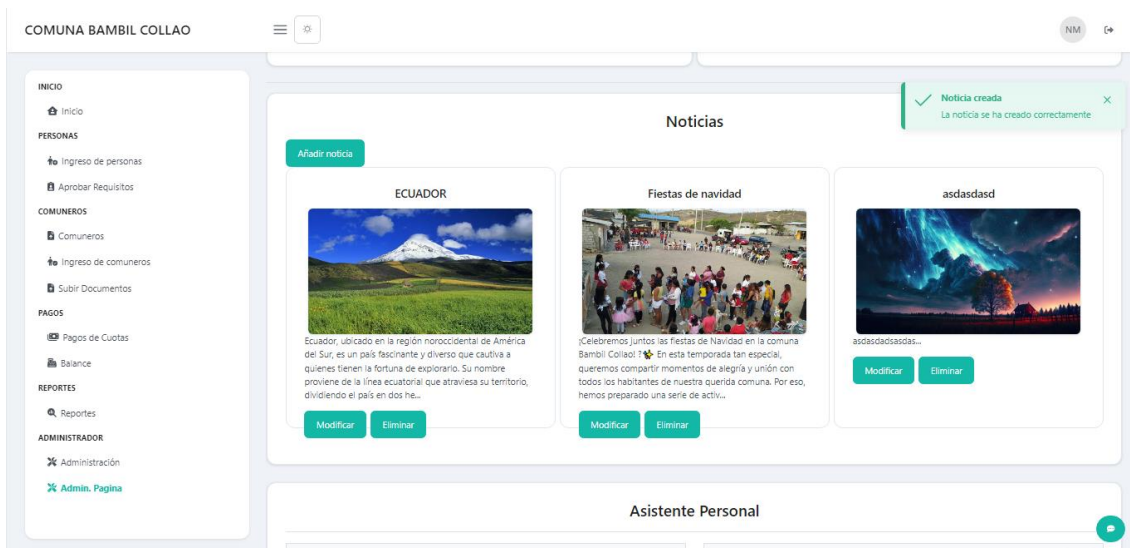 COMUNA BAMBIL COLLAO
NM
INICIO
Inicio
PERSONAS
Ingreso de personas
Aprobar Requisitos
COMUNEROS
Comuneros
Ingreso de comuneros
Subir Documentos
PAGOS
Pagos de Cuotas
Balance
REPORTES
Reportes
ADMINISTRADOR
Administración
Admin. Pagina
Noticia creada
La noticia se ha creado correctamente
Noticias
Añadir noticia
ECUADOR
Ecuador, ubicado en la región noroccidental de América
del Sur, es un país fascinante y diverso que cautiva a
quienes tienen la fortuna de explorarlo. Su nombre
proviene de la línea ecuatorial que atraviesa su territorio,
dividiendo el país en dos he...
Modificar
Eliminar
Fiestas de navidad
¡Celebremos juntos las fiestas de Navidad en la comuna
Bambil Collao! ? En esta temporada tan especial,
queremos compartir momentos de alegría y unión con
todos los habitantes de nuestra querida comuna. Por eso,
hemos preparado una serie de activ...
Modificar
Eliminar
asdasdasd
asdasdadsasdas...
Modificar
Eliminar
Asistente Personal